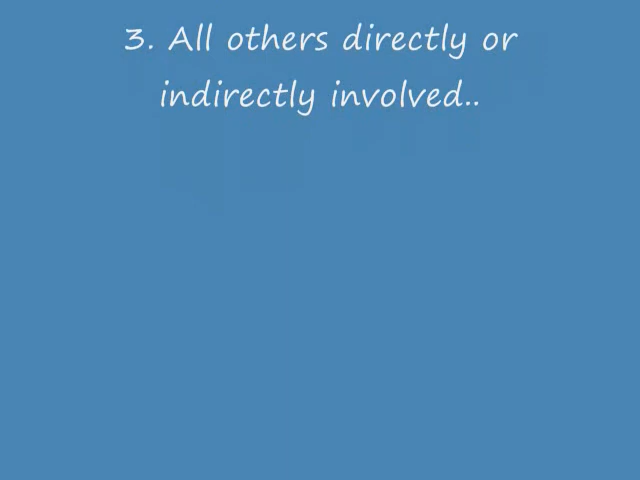 3. All others directly or
indirectly involved..